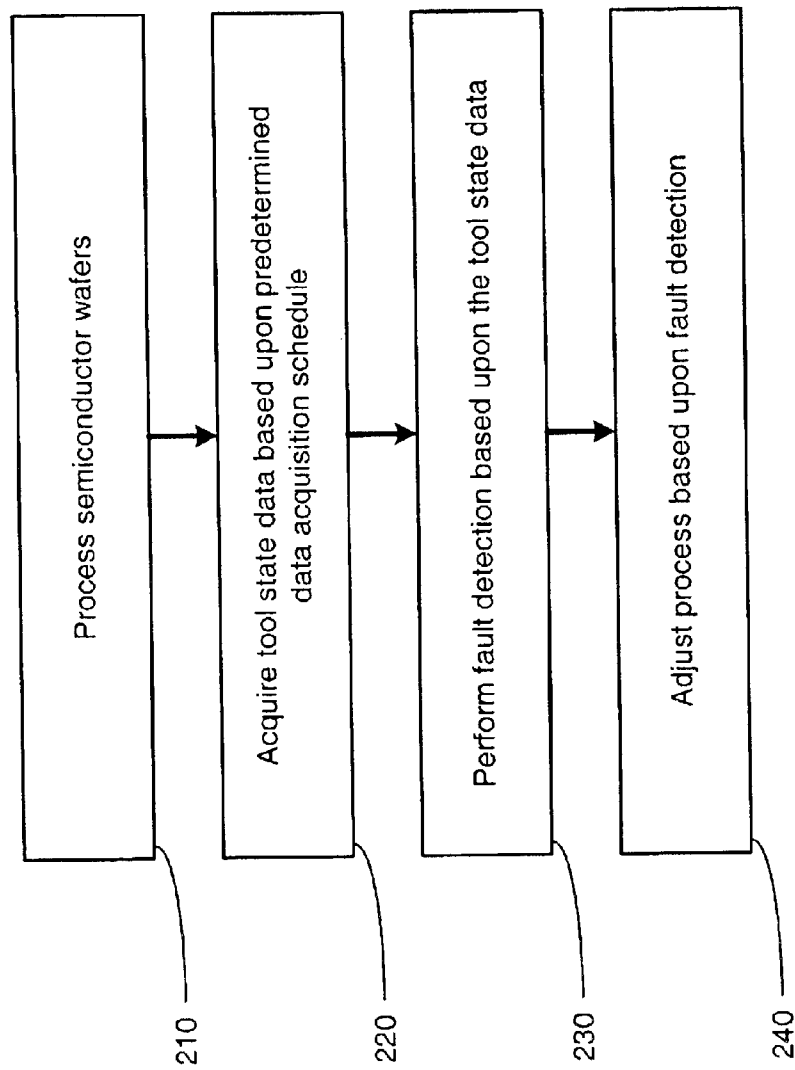 210
Process semiconductor wafers
220
Acquire tool state data based upon predetermined
data acquisition schedule
230
Perform fault detection based upon the tool state data
240
Adjust process based upon fault detection